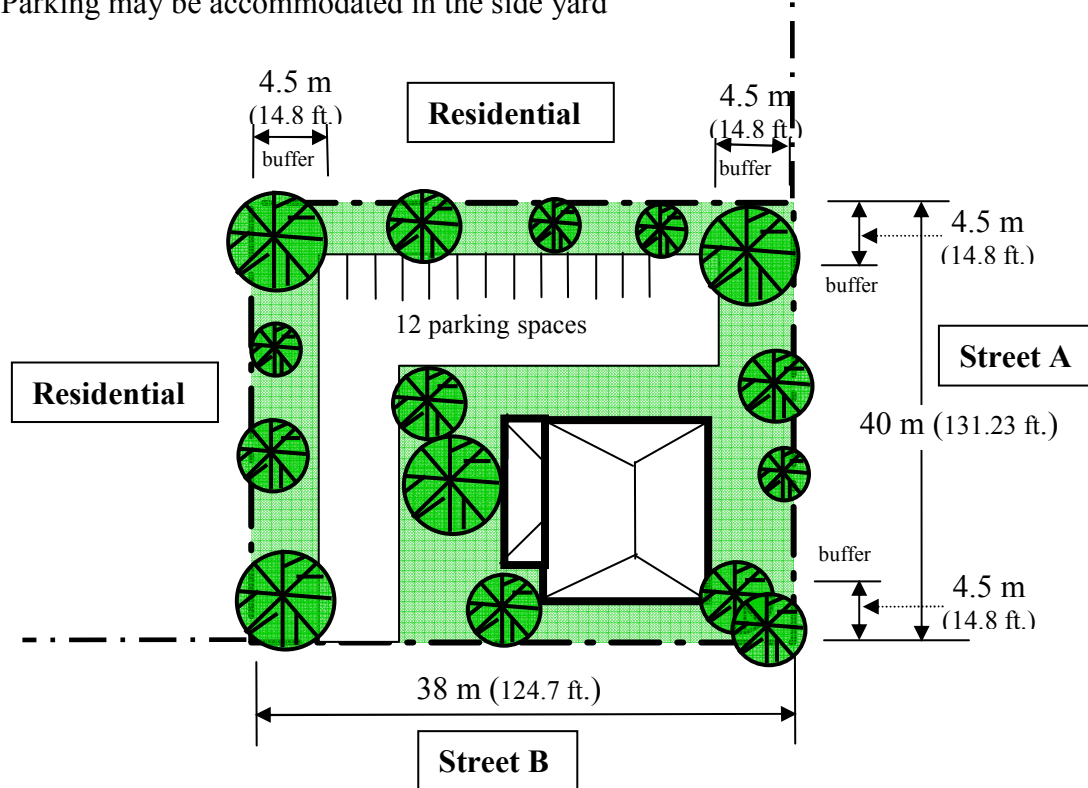 Parking may be accommodated in the side yard
4.5 m
(14.8 ft.)
buffer
Residential
4.5 m
(14.8 ft.)
buffer
4.5 m
(14.8 ft.)
buffer
12 parking spaces
Street A
Residential
40 m (131.23 ft.)
buffer
4.5 m
(14.8 ft.)
38 m (124.7 ft.)
Street B